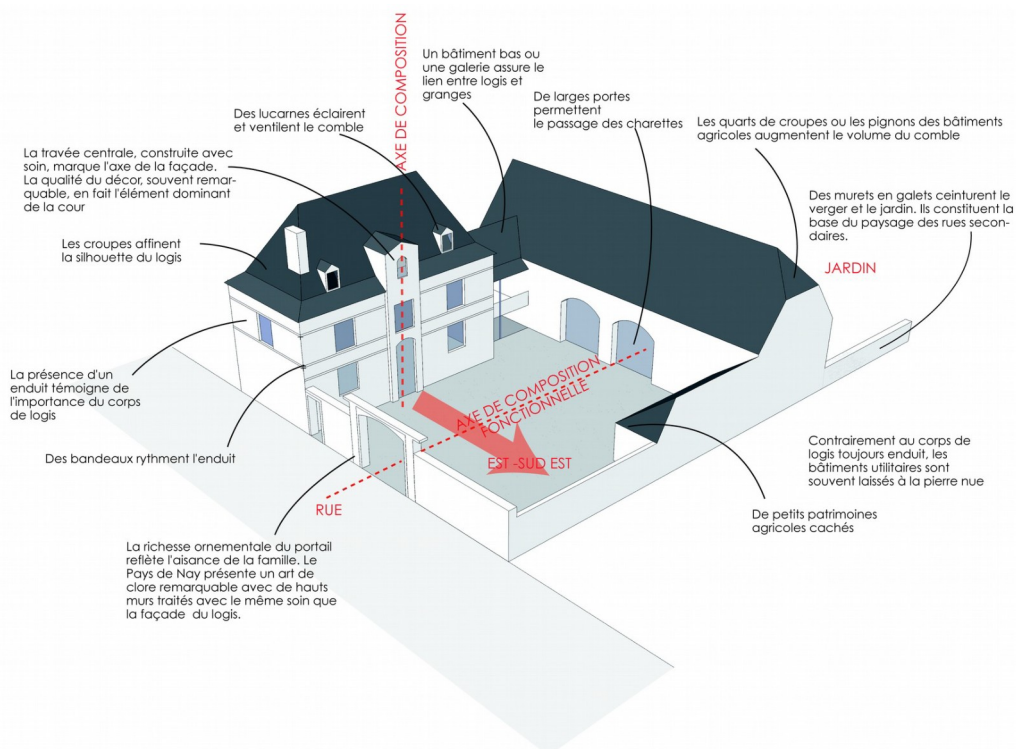 AXE DE COMPOSITION
Un bâtiment bas ou
une galerie assure le
lien entre logis et
granges
De larges portes
permettent
le passage des charettes
Des lucarnes éclairent
et ventilent le comble
Les quarts de croupes ou les pignons des bâtiments
agricoles augmentent le volume du comble
La travée centrale, construite avec
soin, marque l'axe de la façade.
La qualité du décor, souvent remar-
quable, en fait l'élément dominant
de la cour
Des murets en galets ceinturent le
verger et le jardin. Ils constituent la
base du paysage des rues secon-
daires.
Les croupes affinent
la silhouette du logis
JARDIN
La présence d'un
enduit témoigne de
l'importance du corps
de logis
AXE DE COMPOSITION
FONCTIONNELLE
Des bandeaux rythment l'enduit
EST -SUD EST
Contrairement au corps de
logis toujours enduit, les
bâtiments utilitaires sont
souvent laissés à la pierre nue
RUE
De petits patrimoines
agricoles cachés
La richesse ornementale du portail
reflète l'aisance de la famille. Le
Pays de Nay présente un art de
clore remarquable avec de hauts
murs traités avec le même soin que
la façade du logis.